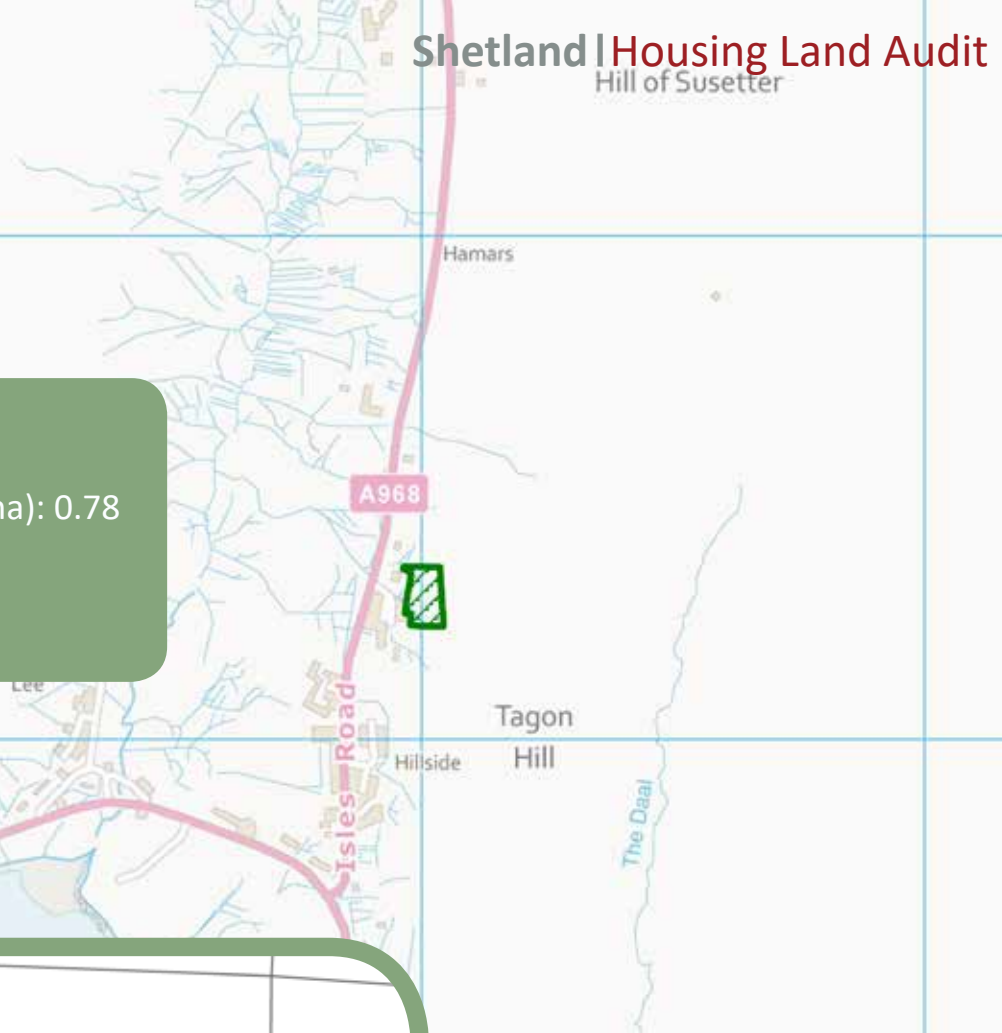 Shetland|Housing Land Audit
Hill of Susetter
Hamars
A968
ha): 0.78
Lee
Tagon
Hill
Hillside
Isles Road
The Daal